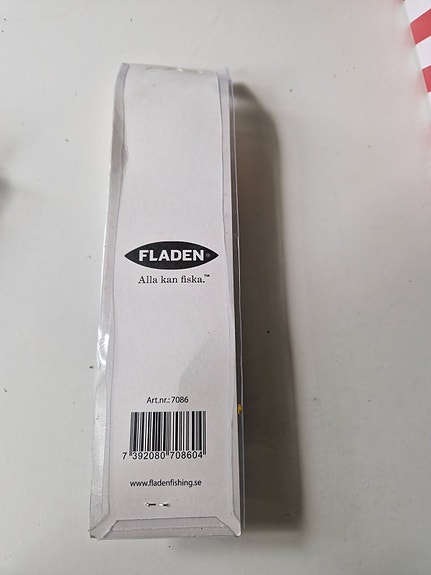 FLADEN®
Alla kan fiska.™
Art.nr.: 7086
7 392080 708604
www.fladenfishing.se